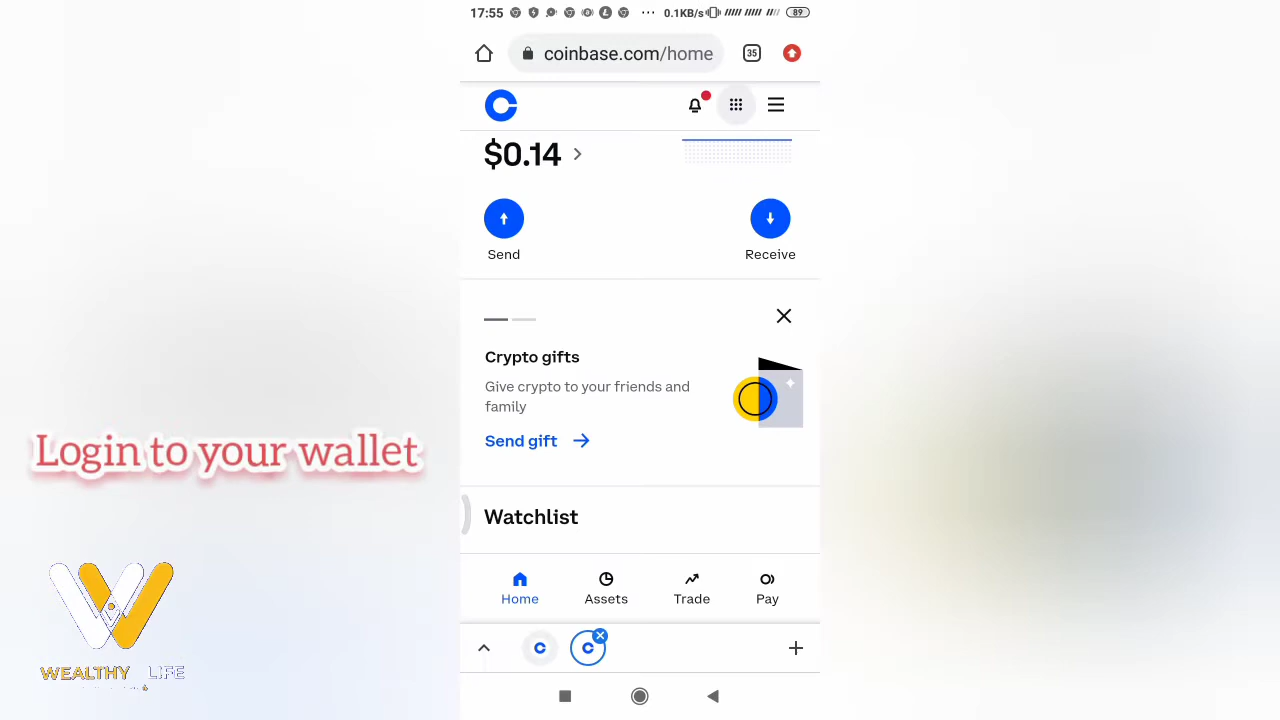 17:55 ··· 0.1KB/s 89
coinbase.com/home 35
$0.14
Send Receive
Crypto gifts
Give crypto to your friends and
family
Send gift
Watchlist
Home Assets Trade Pay
Login to your wallet
WEALTHY LIFE